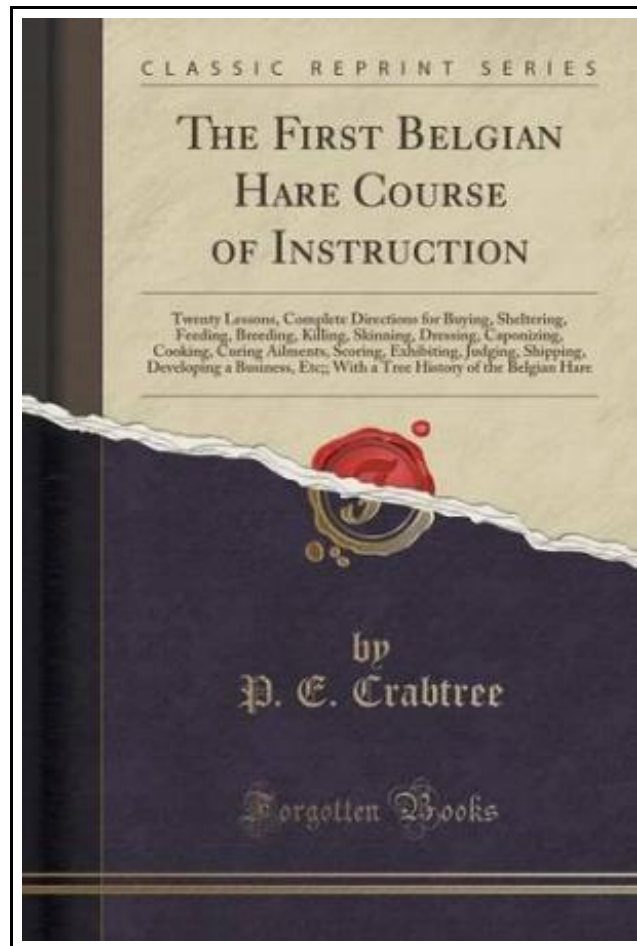 CLASSIC REPRINT SERIES
THE FIRST BELGIAN
HARE COURSE
OF INSTRUCTION
Twenty Lessons, Complete Directions for Buying, Sheltering,
Feeding, Breeding, Killing, Skinning, Dressing, Caponizing,
Cooking, Curing Ailments, Scoring, Exhibiting, Judging, Shipping,
Developing a Business, Etc;; With a Tree History of the Belgian Hare
by
P. E. Crabtree
Forgotten Books